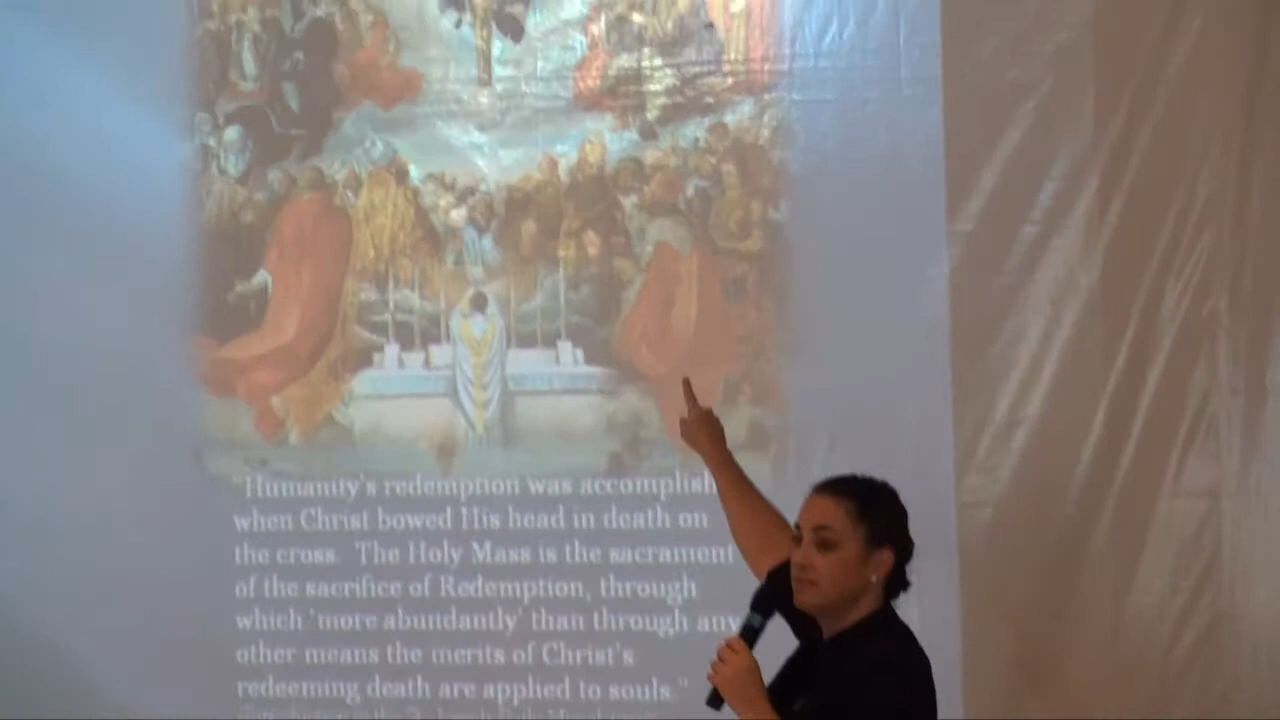 "Humanity's redemption was accomplish
when Christ bowed His head in death on
the cross. The Holy Mass is the sacrament
of the sacrifice of Redemption, through
which 'more abundantly' than through any
other means the merits of Christ's
redeeming death are applied to souls."